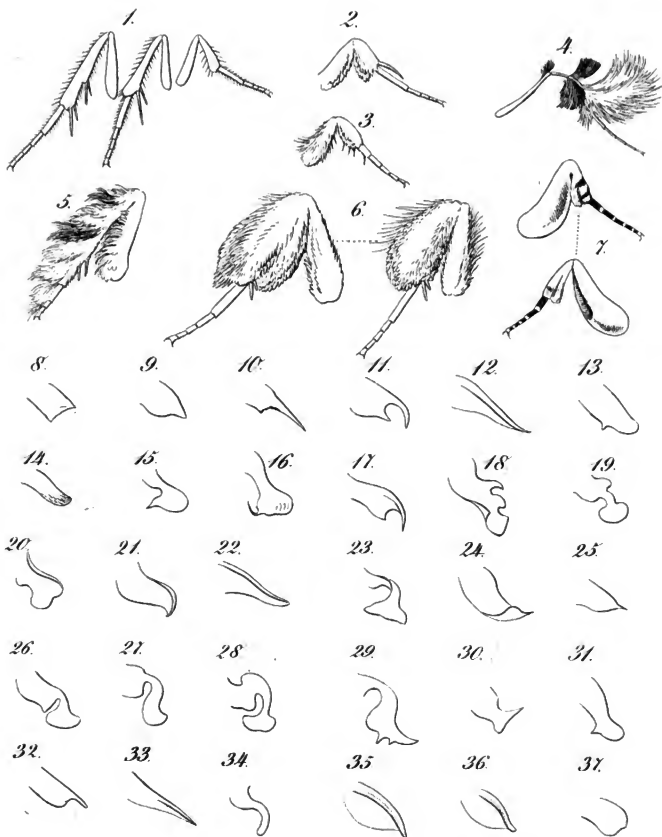 1. 2. 4.
3.
5. 6. 7.
8. 9. 10. 11. 12. 13.
14. 15. 16. 17. 18. 19.
20. 21. 22. 23. 24. 25.
26. 27. 28. 29. 30. 31.
32. 33. 34. 35. 36. 37.